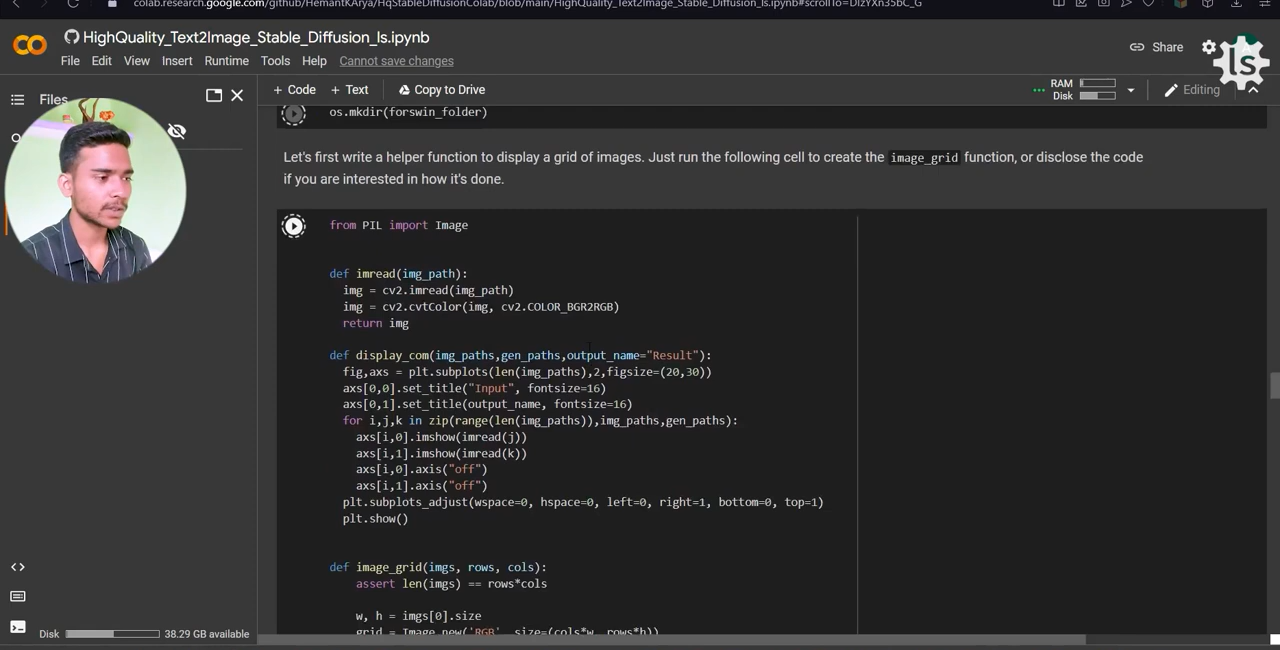 colab.research.google.com/github/HemantKArya/HqStableDiffusionColab/blob/main/HighQuality_Text2Image_Stable_Diffusion_ls.ipynb#scrollTo=DlzYXn35bC_G
HighQuality_Text2Image_Stable_Diffusion_ls.ipynb
Share
ls
File Edit View Insert Runtime Tools Help Cannot save changes
Files
+ Code + Text Copy to Drive
RAM
Disk
Editing
os.mkdir(forswin_folder)
Let's first write a helper function to display a grid of images. Just run the following cell to create the image_grid function, or disclose the code
if you are interested in how it's done.
from PIL import Image
def imread(img_path):
img = cv2.imread(img_path)
img = cv2.cvtColor(img, cv2.COLOR_BGR2RGB)
return img
def display_com(img_paths,gen_paths,output_name="Result"):
fig,axs = plt.subplots(len(img_paths),2,figsize=(20,30))
axs[0,0].set_title("Input", fontsize=16)
axs[0,1].set_title(output_name, fontsize=16)
for i,j,k in zip(range(len(img_paths)),img_paths,gen_paths):
axs[i,0].imshow(imread(j))
axs[i,1].imshow(imread(k))
axs[i,0].axis("off")
axs[i,1].axis("off")
plt.subplots_adjust(wspace=0, hspace=0, left=0, right=1, bottom=0, top=1)
plt.show()
def image_grid(imgs, rows, cols):
assert len(imgs) == rows*cols
w, h = imgs[0].size
grid = Image.new('RGB', size=(cols*w, rows*h))
Disk 38.29 GB available